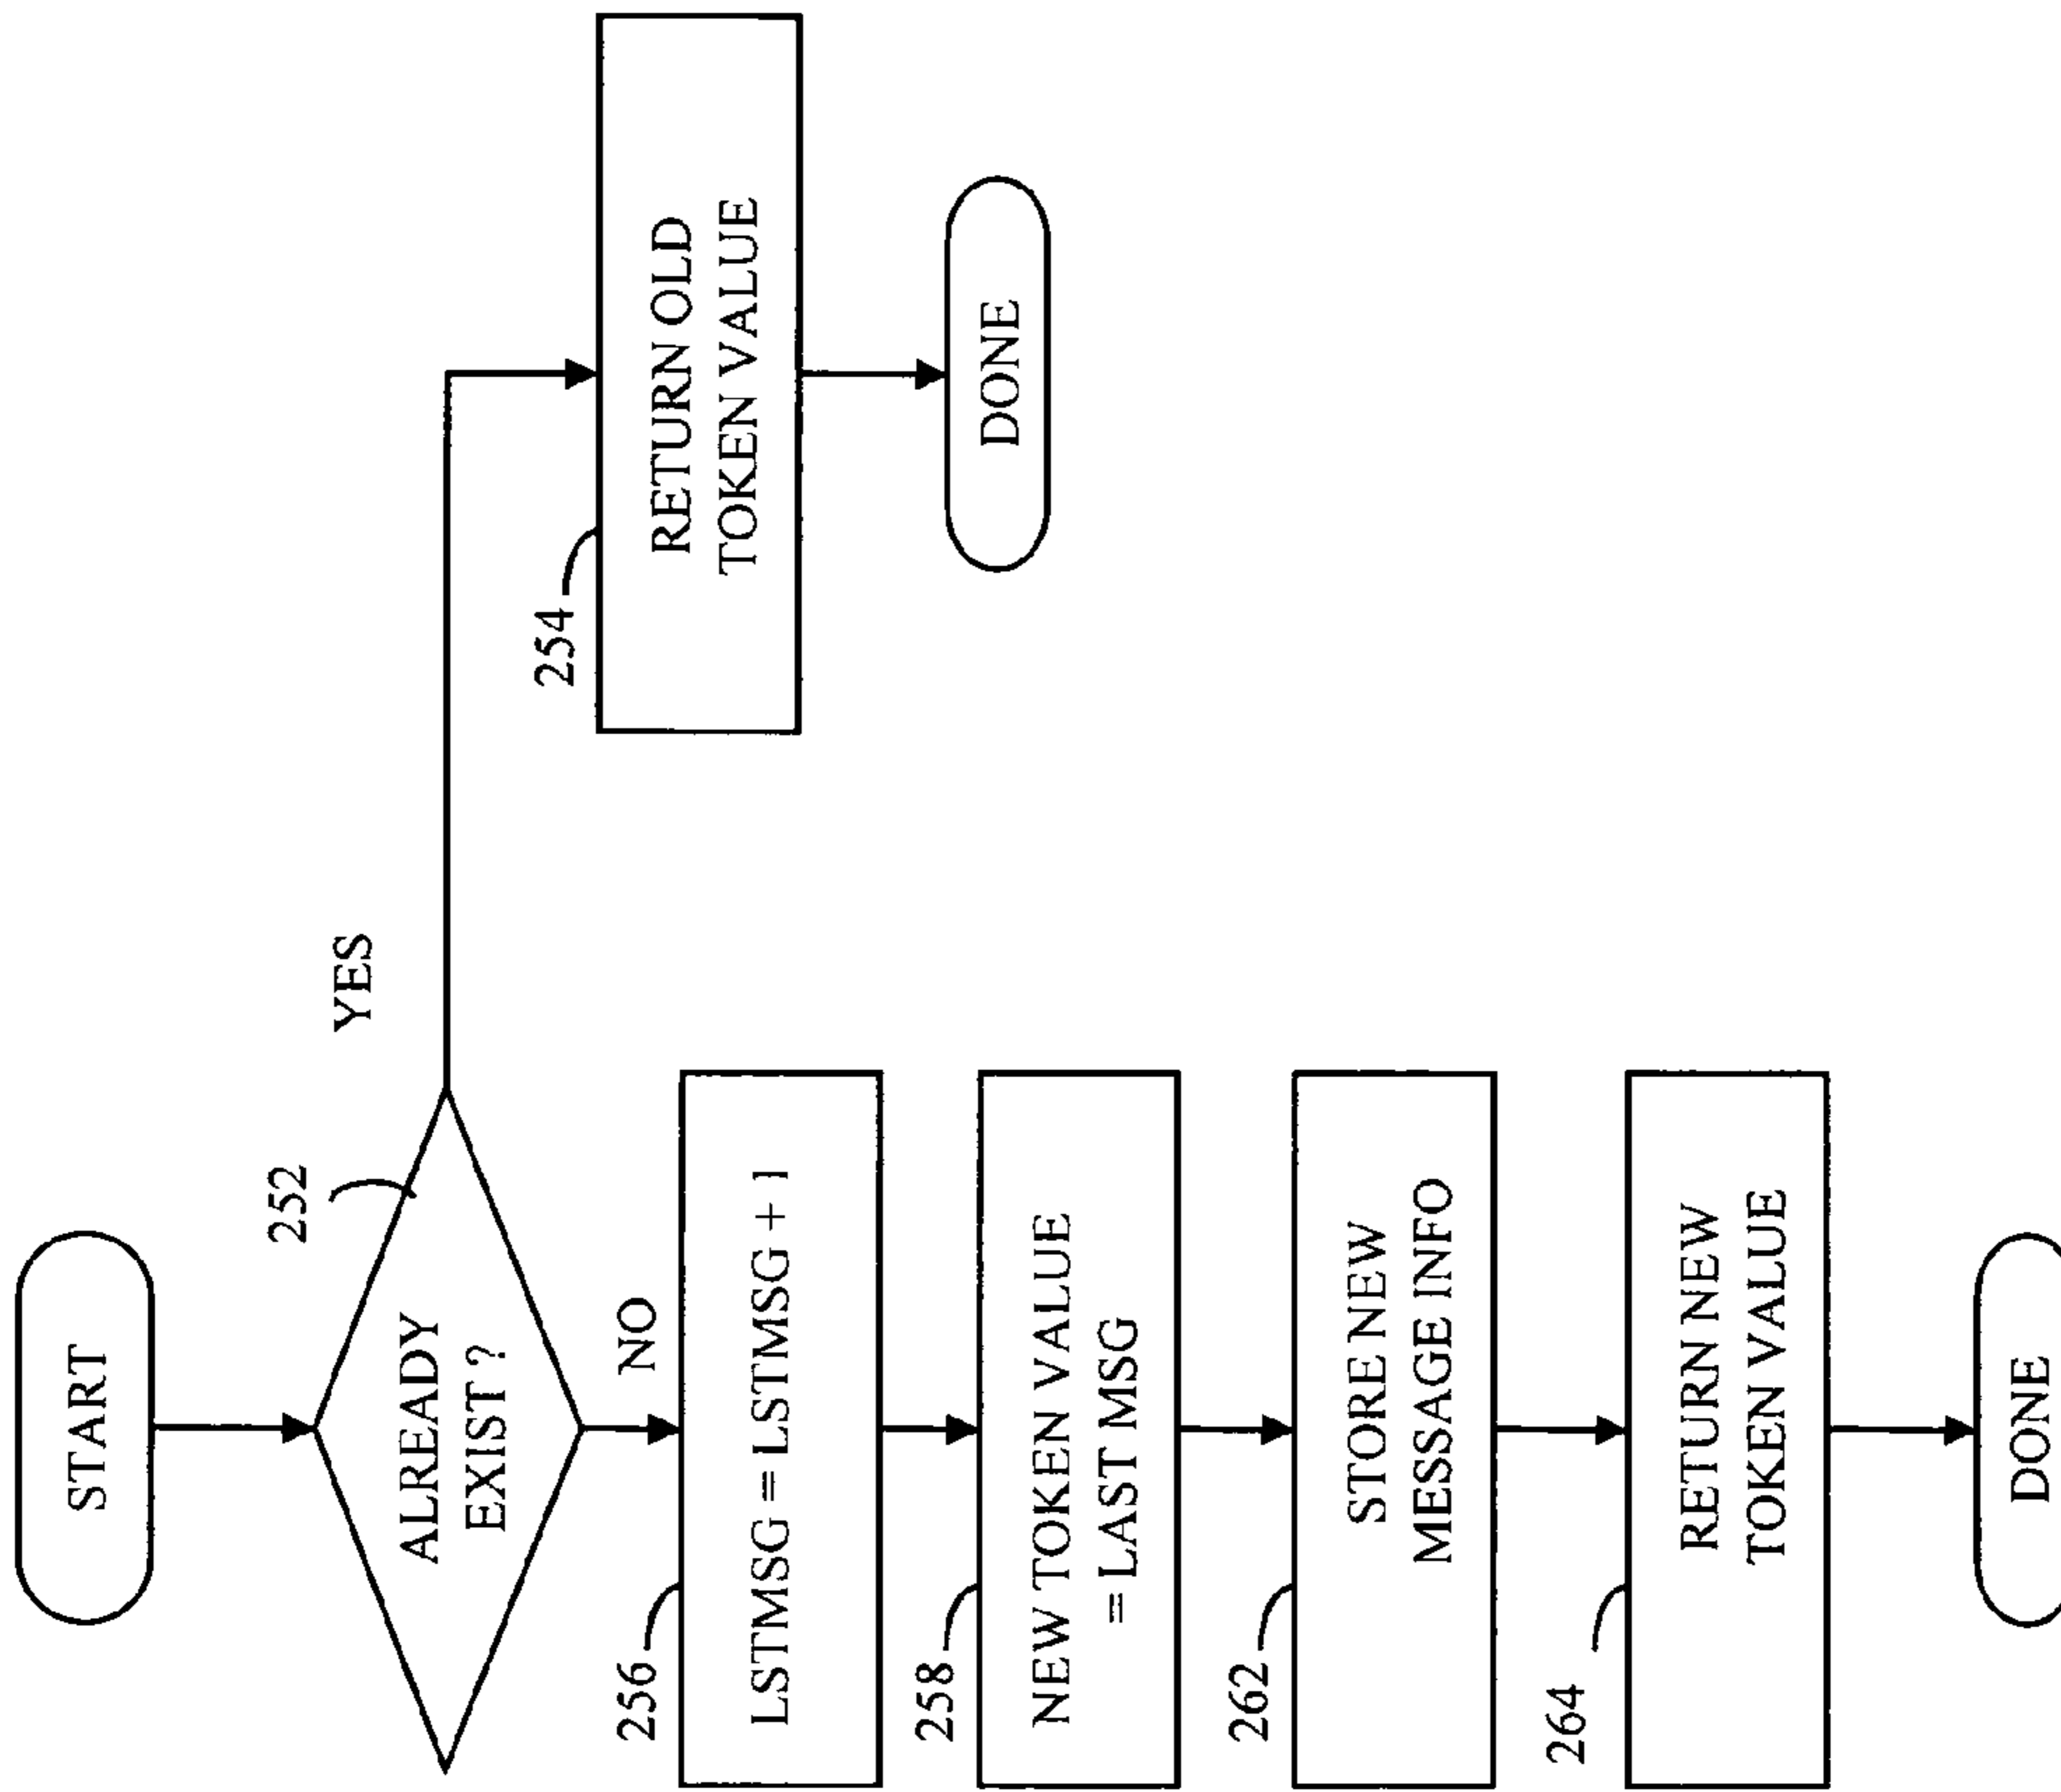 START
252
ALREADY
EXIST ?
YES
254
RETURN OLD
TOKEN VALUE
DONE
NO
256
LSTMSG = LSTMSG + 1
258
NEW TOKEN VALUE
= LAST MSG
262
STORE NEW
MESSAGE INFO
264
RETURN NEW
TOKEN VALUE
DONE